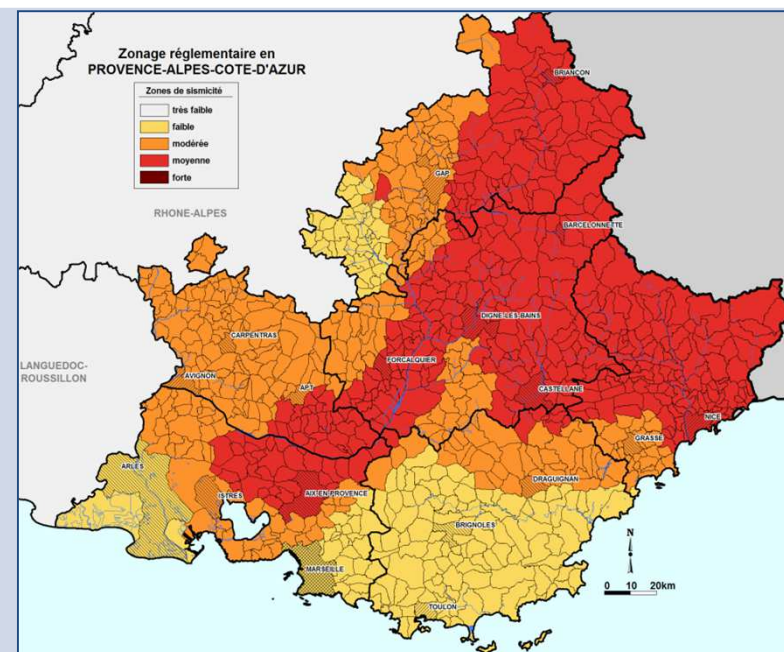 Zonage réglementaire en
PROVENCE-ALPES-COTE-D'AZUR
Zones de sismicité
très faible
faible
modérée
moyenne
forte
BRIANÇON
GAP
RHONE-ALPES
BARCELONNETTE
DIGNE-LES-BAINS
CARPENTRAS
FORCALQUIER
LANGUEDOC-
ROUSSILLON
AVIGNON
APT
CASTELLANE
NICE
GRASSE
ARLES
ISTRES
AIX-EN-PROVENCE
DRAGUIGNAN
BRIGNOLES
MARSEILLE
TOULON
N
0 10 20km